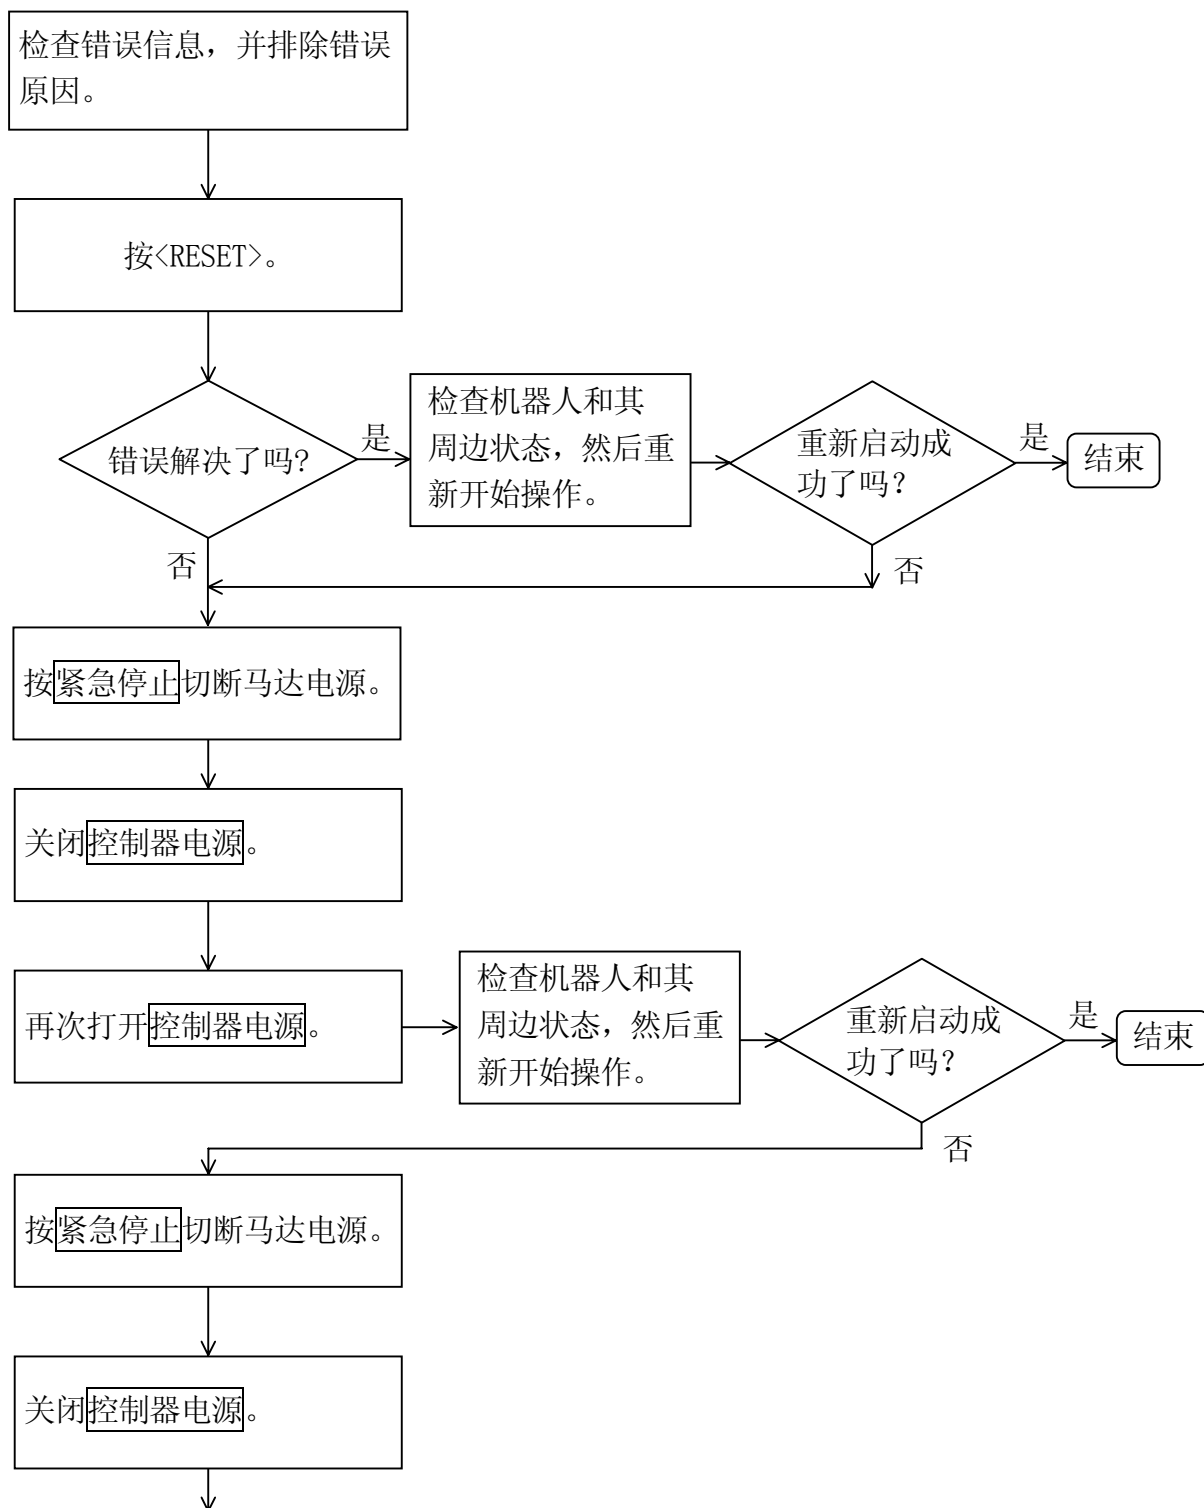 检查错误信息，并排除错误
原因。
按<RESET>。
错误解决了吗?
是
检查机器人和其
周边状态，然后重
新开始操作。
重新启动成
功了吗？
是
结束
否
否
按紧急停止切断马达电源。
关闭控制器电源。
再次打开控制器电源。
检查机器人和其
周边状态，然后重
新开始操作。
重新启动成
功了吗？
是
结束
否
按紧急停止切断马达电源。
关闭控制器电源。